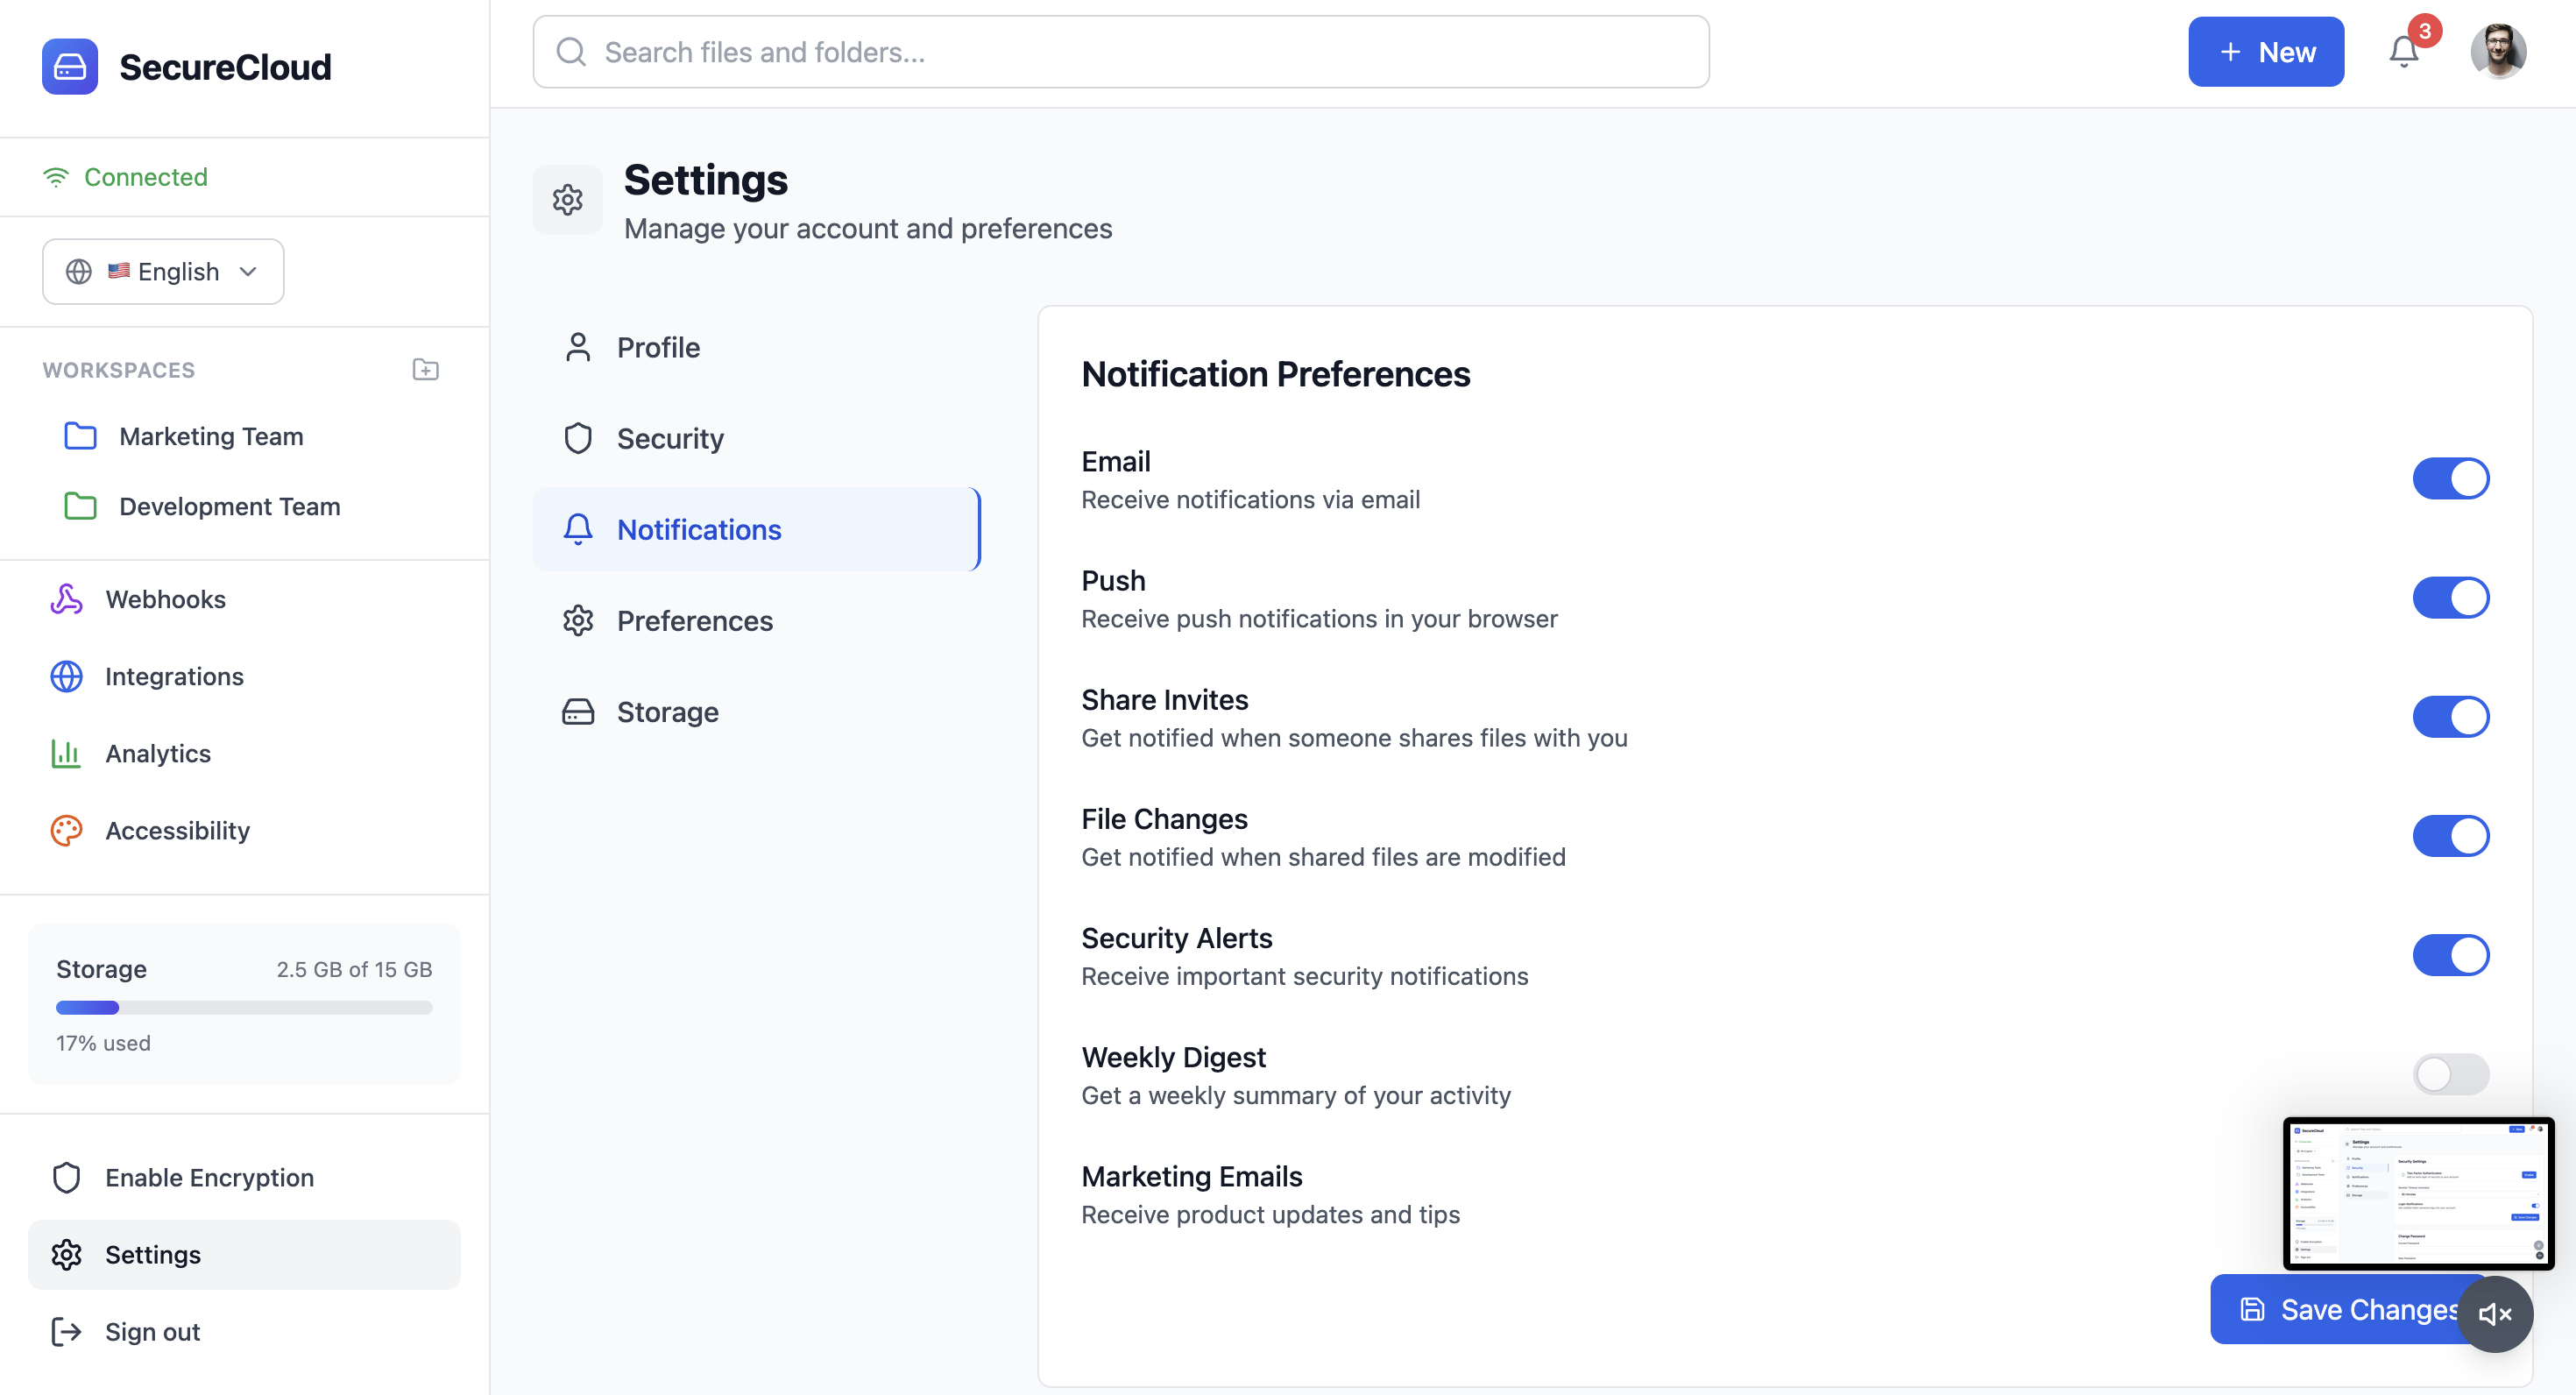 SecureCloud
Connected
English
WORKSPACES
Marketing Team
Development Team
Webhooks
Integrations
Analytics
Accessibility
Storage 2.5 GB of 15 GB
17% used
Enable Encryption
Settings
Sign out
Search files and folders...
New
3
Settings
Manage your account and preferences
Profile
Security
Notifications
Preferences
Storage
Notification Preferences
Email
Receive notifications via email
Push
Receive push notifications in your browser
Share Invites
Get notified when someone shares files with you
File Changes
Get notified when shared files are modified
Security Alerts
Receive important security notifications
Weekly Digest
Get a weekly summary of your activity
Marketing Emails
Receive product updates and tips
Save Changes